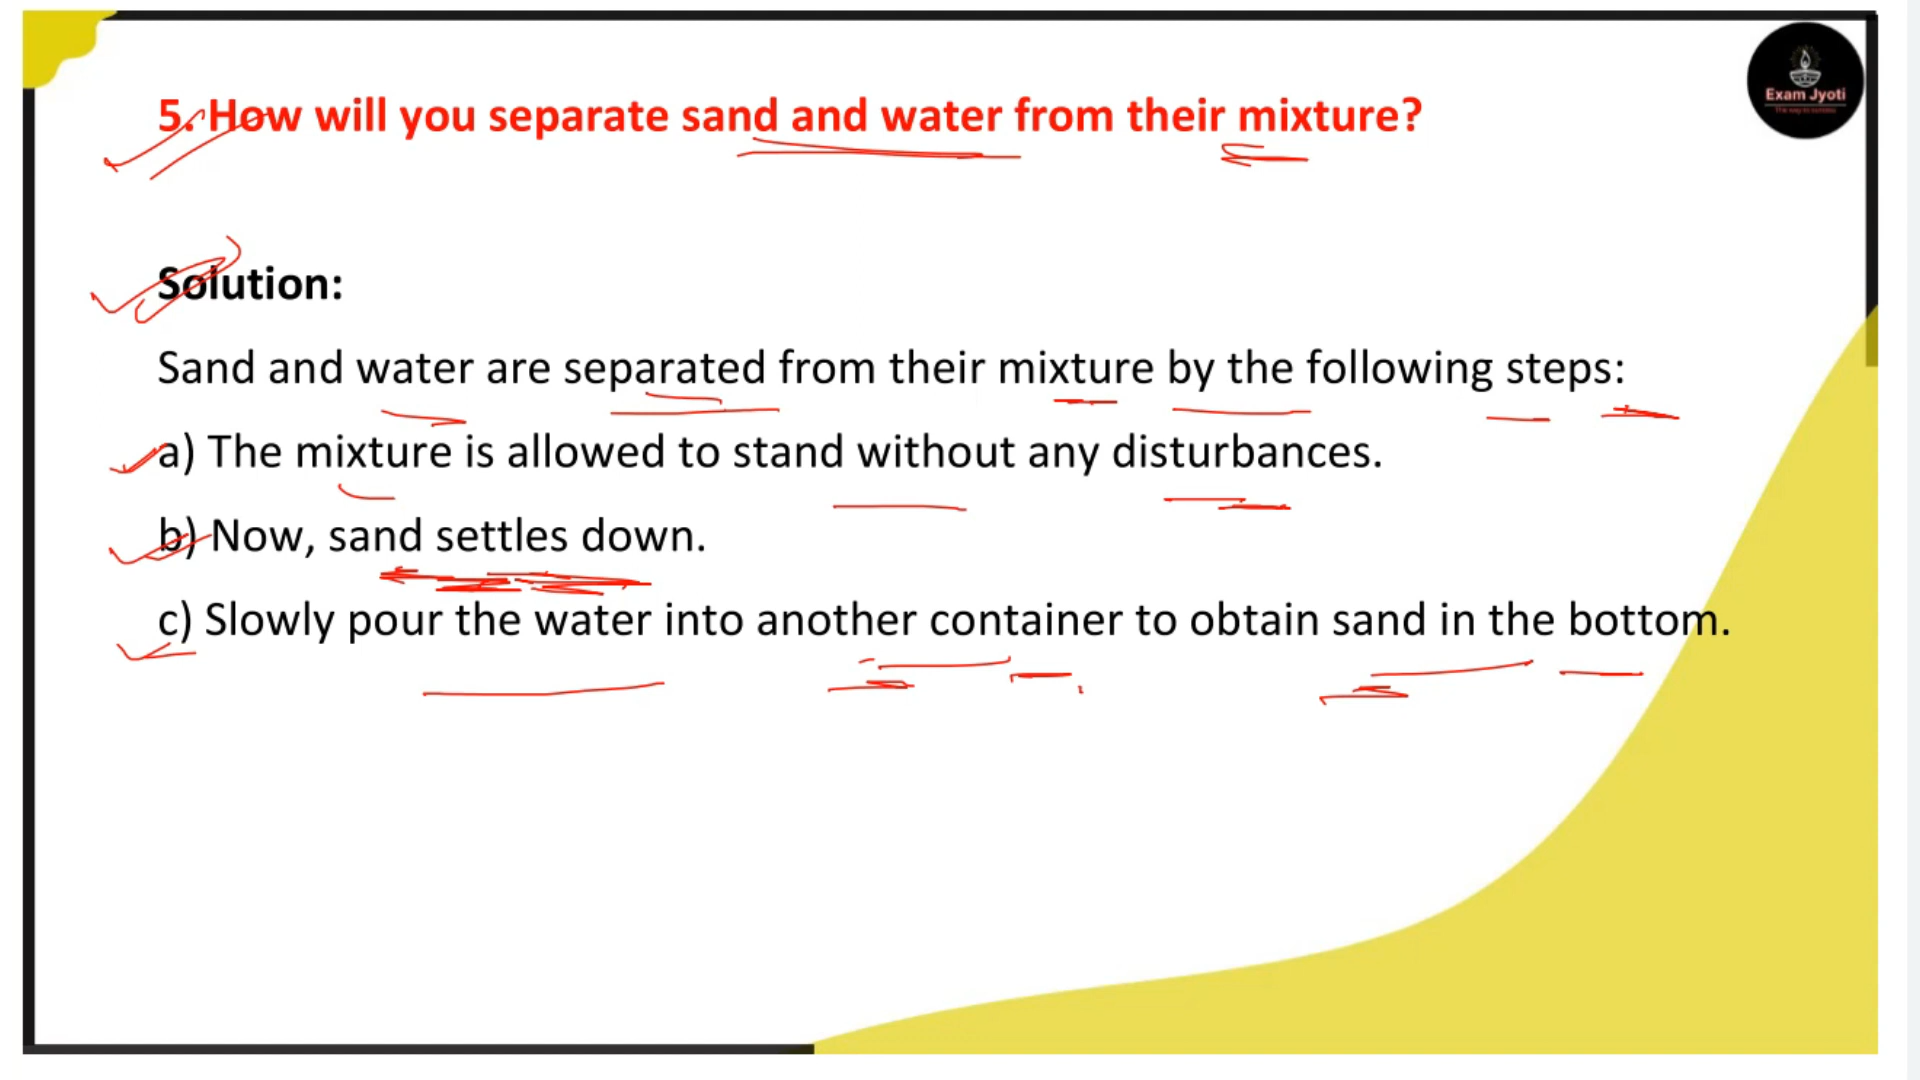 Exam Jyoti
5. How will you separate sand and water from their mixture?
Solution:
Sand and water are separated from their mixture by the following steps:
a) The mixture is allowed to stand without any disturbances.
b) Now, sand settles down.
c) Slowly pour the water into another container to obtain sand in the bottom.